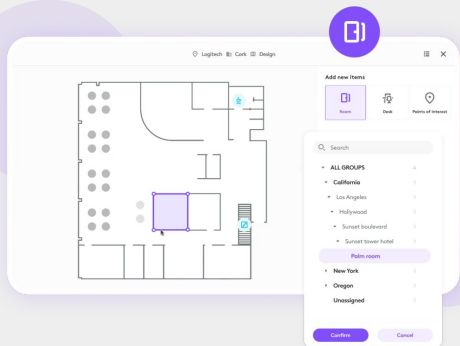 Logitech Cork Design
Add new items
Room
Desk
Points of Interest
Search
ALL GROUPS
California
Los Angeles
Hollywood
Sunset boulevard
Sunset tower hotel
Palm room
New York
Oregon
Unassigned
Confirm
Cancel